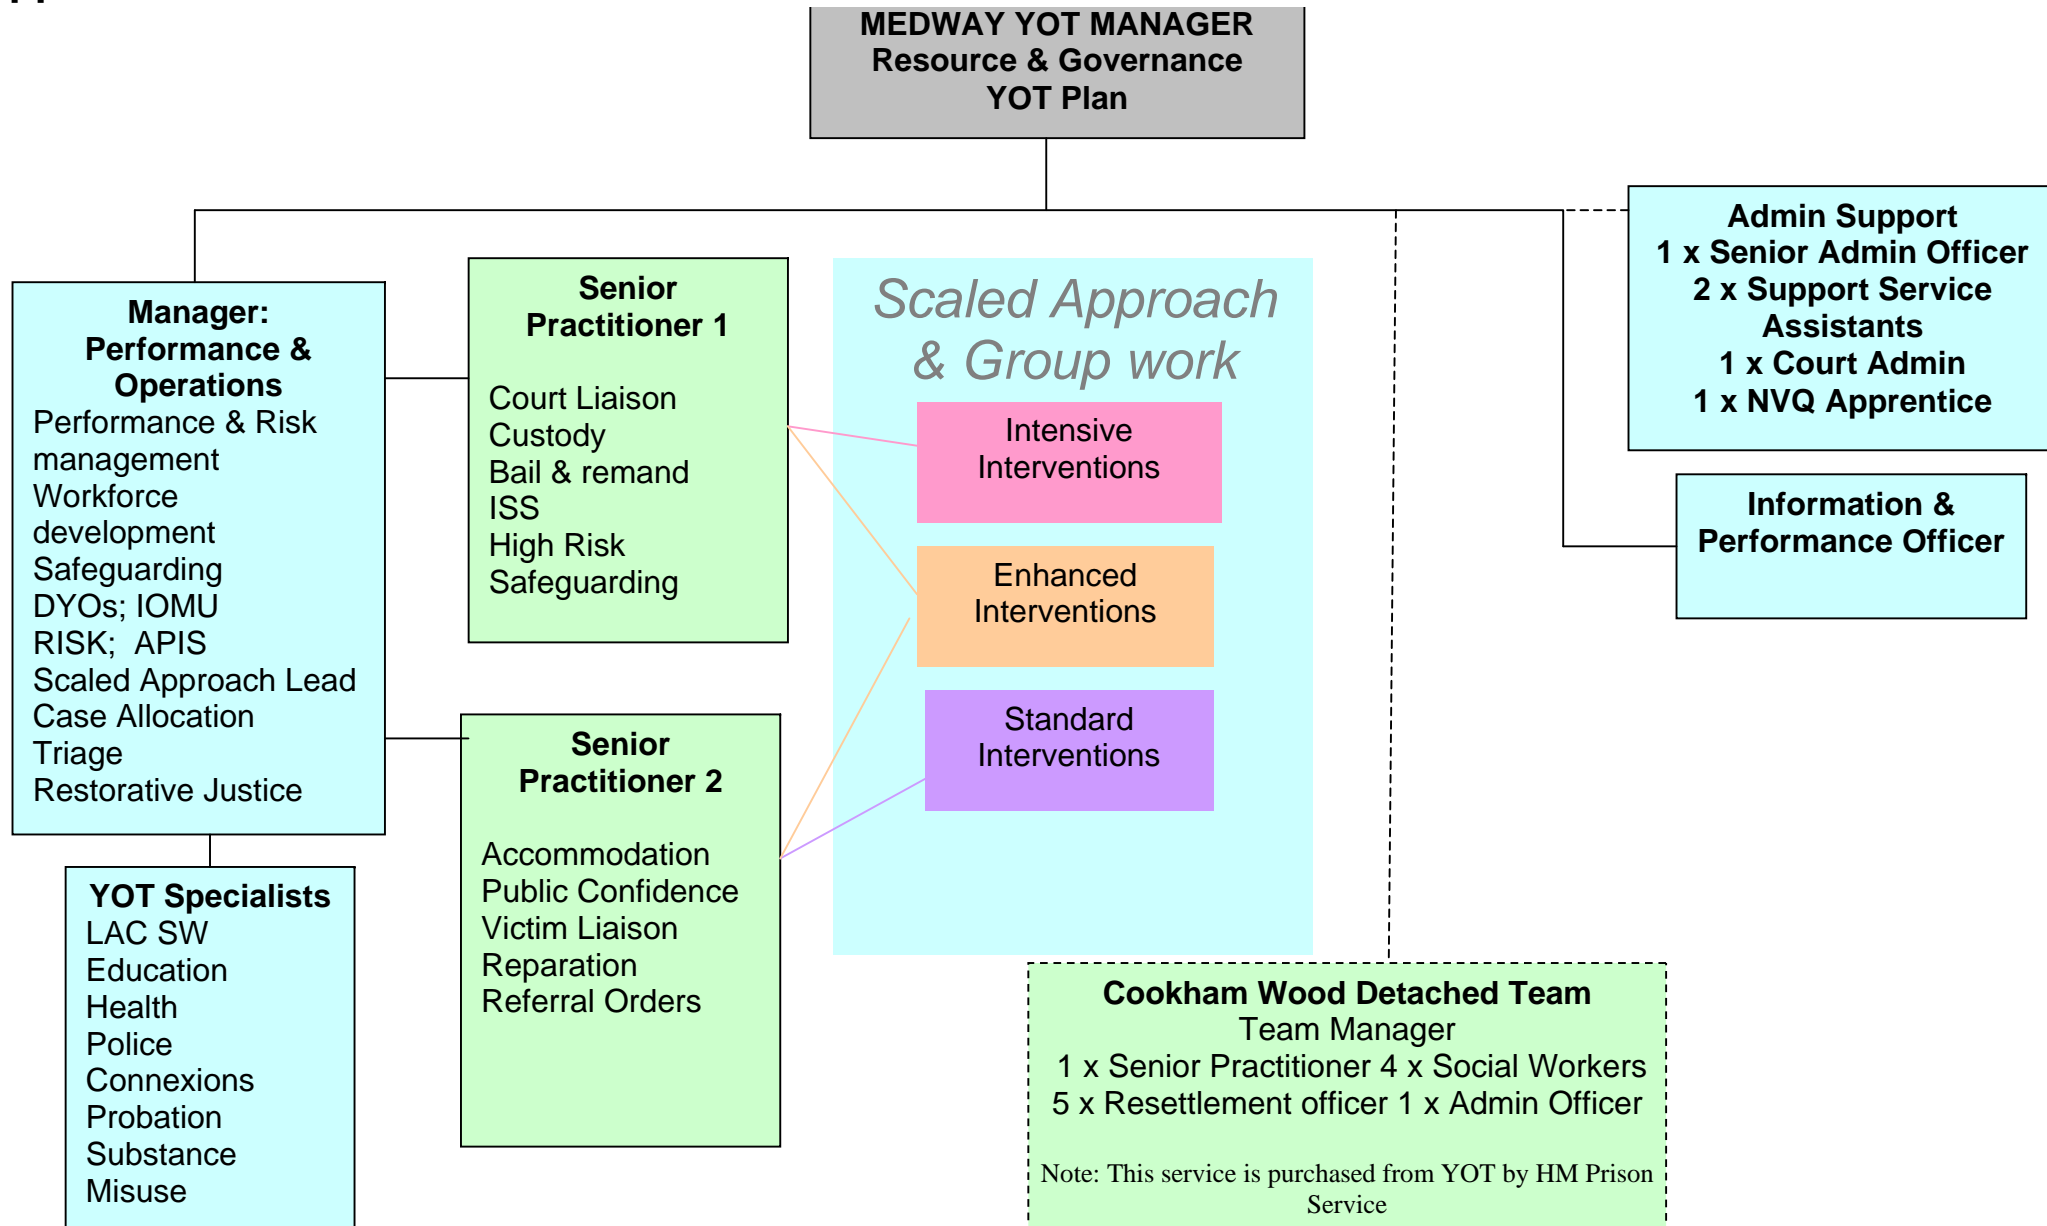 MEDWAY YOT MANAGER
Resource & Governance
YOT Plan
Manager:
Performance &
Operations
Performance & Risk
management
Workforce
development
Safeguarding
DYOs; IOMU
RISK; APIS
Scaled Approach Lead
Case Allocation
Triage
Restorative Justice
YOT Specialists
LAC SW
Education
Health
Police
Connexions
Probation
Substance
Misuse
Senior
Practitioner 1
Court Liaison
Custody
Bail & remand
ISS
High Risk
Safeguarding
Senior
Practitioner 2
Accommodation
Public Confidence
Victim Liaison
Reparation
Referral Orders
Scaled Approach
& Group work
Intensive
Interventions
Enhanced
Interventions
Standard
Interventions
Admin Support
1 x Senior Admin Officer
2 x Support Service
Assistants
1 x Court Admin
1 x NVQ Apprentice
Information &
Performance Officer
Cookham Wood Detached Team
Team Manager
1 x Senior Practitioner 4 x Social Workers
5 x Resettlement officer 1 x Admin Officer
Note: This service is purchased from YOT by HM Prison
Service